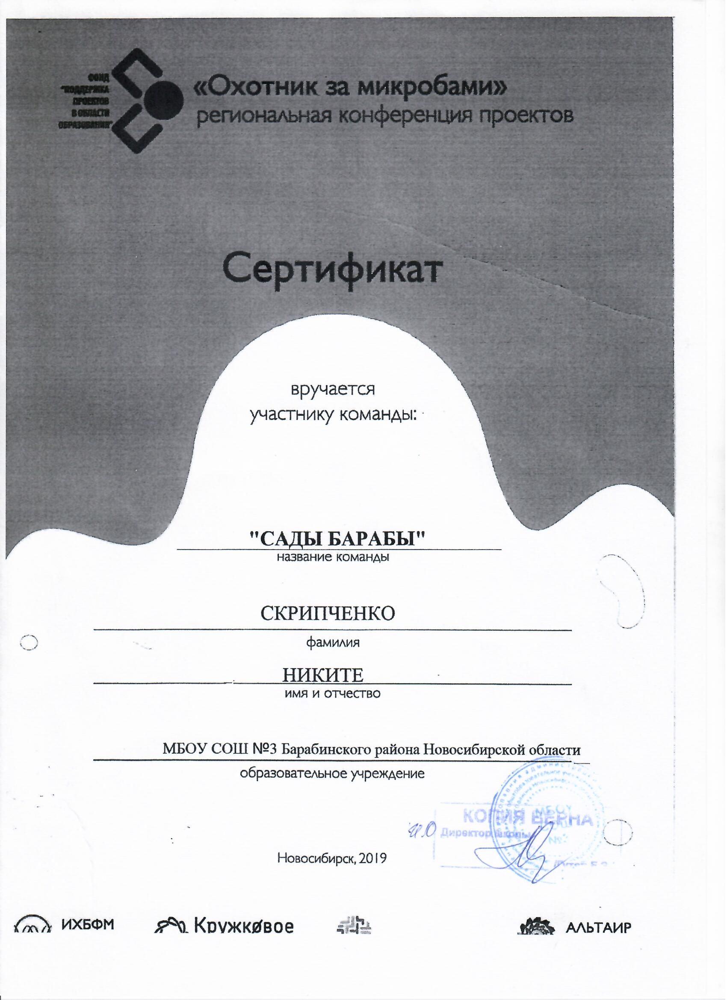 ФОНД
"ПОДДЕРЖКА
ПРОЕКТОВ
В ОБЛАСТИ
ОБРАЗОВАНИЯ"
«Охотник за микробами»
региональная конференция проектов
Сертификат
вручается
участнику команды:
"САДЫ БАРАБЫ"
название команды
СКРИПЧЕНКО
фамилия
НИКИТЕ
имя и отчество
МБОУ СОШ №3 Барабинского района Новосибирской области
образовательное учреждение
КОПИЯ ВЕРНА
МБОУ
И.О Директор школы
Новосибирск, 2019
ИХБФМ
Кружковое
АЛЬТАИР